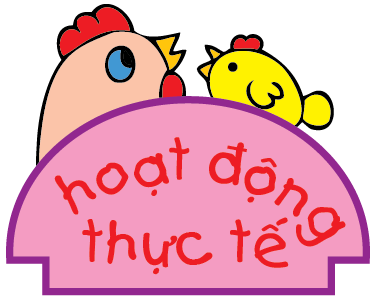 hoạt động
thực tế